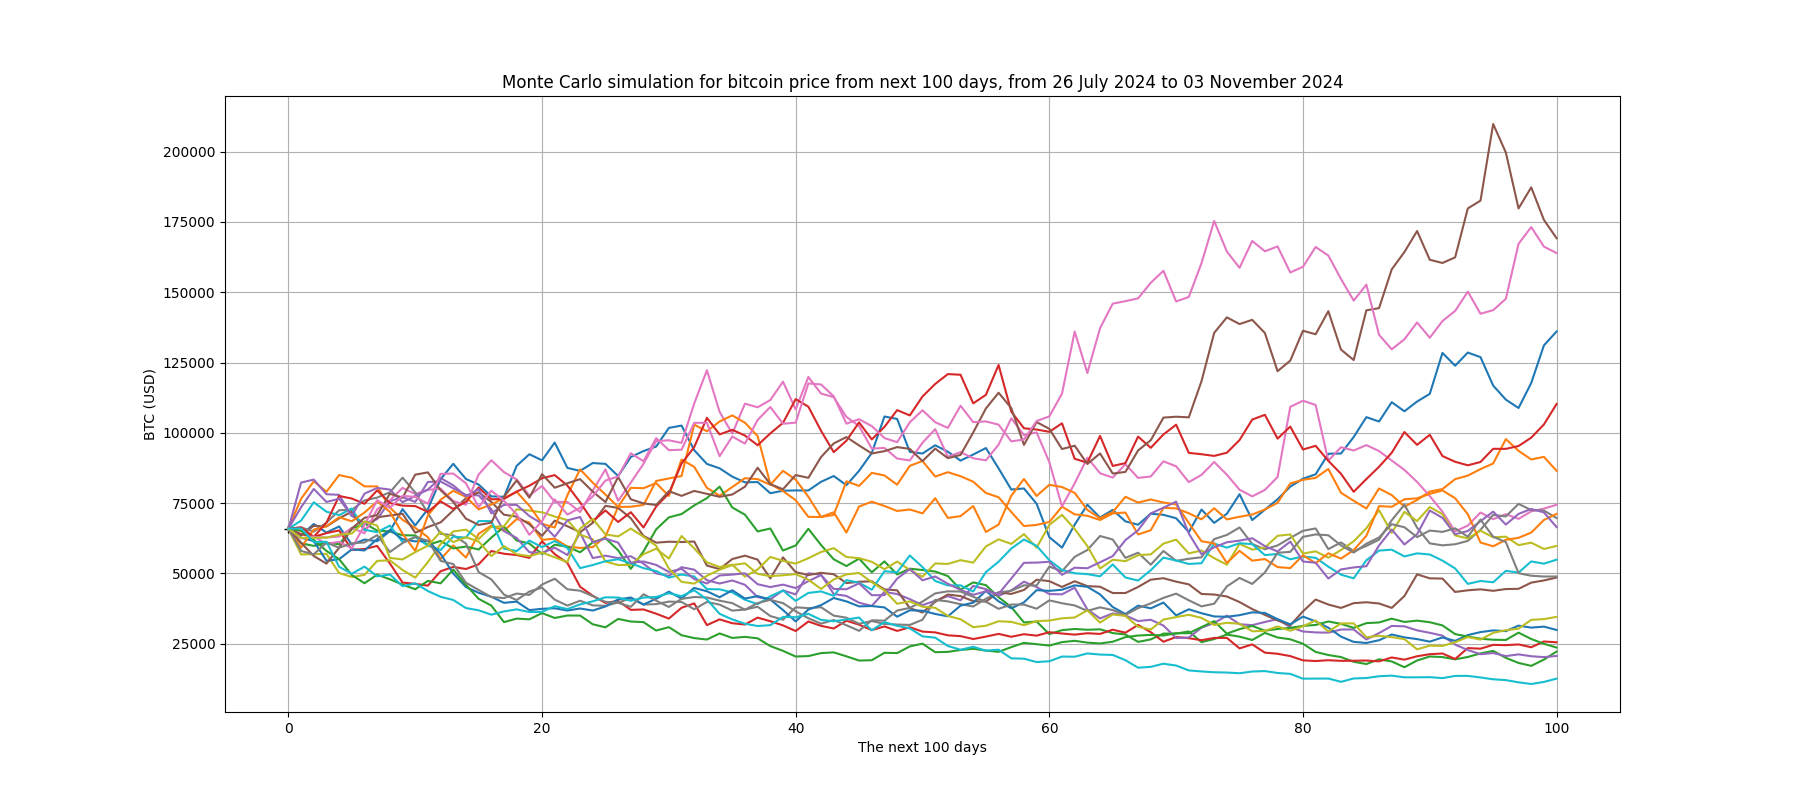 Monte Carlo simulation for bitcoin price from next 100 days, from 26 July 2024 to 03 November 2024
200000
175000
150000
125000
100000
75000
50000
25000
BTC (USD)
0 20 40 60 80 100
The next 100 days